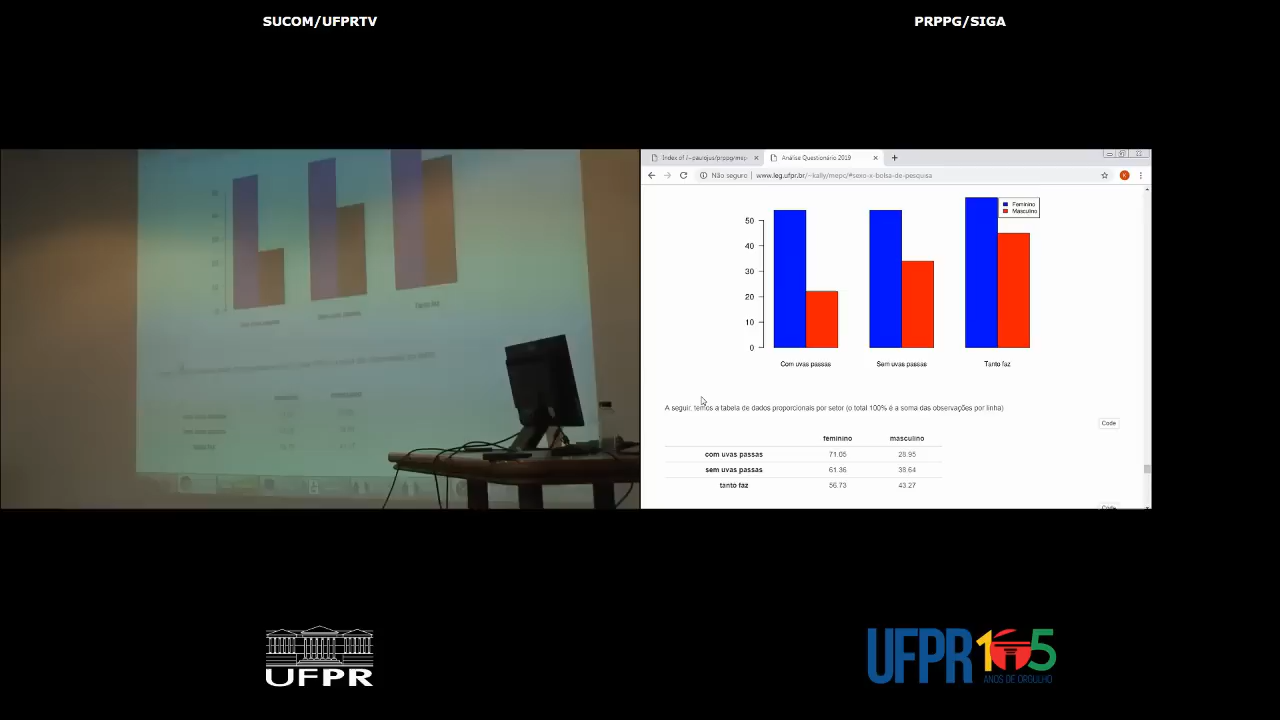 SUCOM/UFPRTV
PRPPG/SIGA
Index of /~paulojus/prppg/mep
Análise Questionário 2019
Não seguro
www.leg.ufpr.br/~kally/mepc/#sexo-x-bolsa-de-pesquisa
K
Feminino
Masculino
50
40
30
20
10
0
Com uvas passas
Sem uvas passas
Tanto faz
A seguir, temos a tabela de dados proporcionais por setor (o total 100% é a soma das observações por linha)
Code
feminino masculino
com uvas passas 71.05 28.95
sem uvas passas 61.36 38.64
tanto faz 56.73 43.27
Code
Tanto faz
UFPR
UFPR 105
ANOS DE ORGULHO